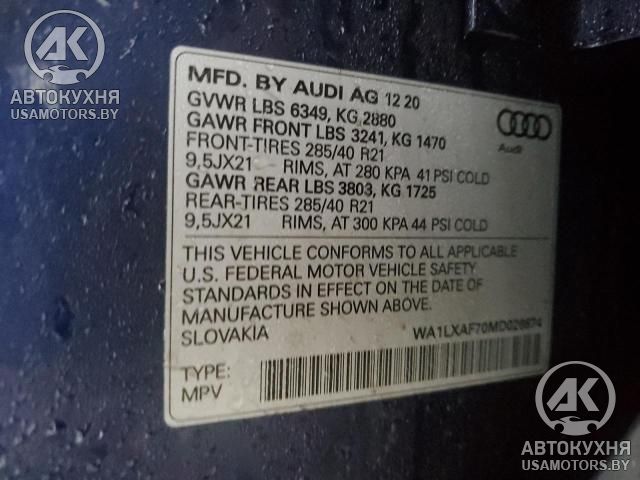 АК
АВТОКУХНЯ
USAMOTORS.BY
MFD. BY AUDI AG 12 20
GVWR LBS 6349, KG 2880
GAWR FRONT LBS 3241, KG 1470
FRONT-TIRES 285/40 R21
9,5JX21 RIMS, AT 280 KPA 41 PSI COLD
GAWR REAR LBS 3803, KG 1725
REAR-TIRES 285/40 R21
9,5JX21 RIMS, AT 300 KPA 44 PSI COLD
Audi
THIS VEHICLE CONFORMS TO ALL APPLICABLE
U.S. FEDERAL MOTOR VEHICLE SAFETY
STANDARDS IN EFFECT ON THE DATE OF
MANUFACTURE SHOWN ABOVE.
SLOVAKIA
TYPE:
MPV
АК
АВТОКУХНЯ
USAMOTORS.BY